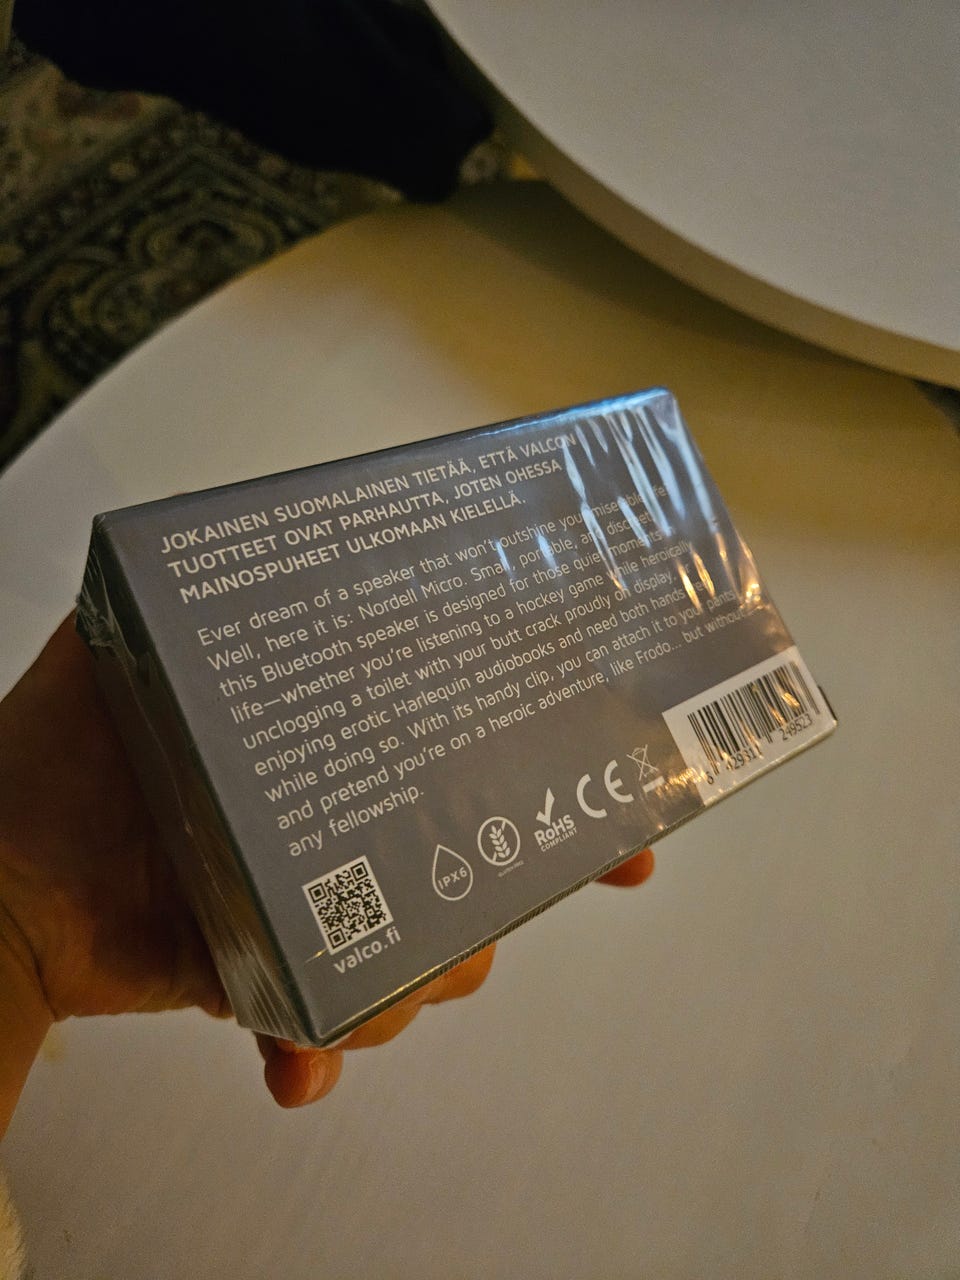 JOKAINEN SUOMALAINEN TIETÄÄ, ETTÄ VALCON
TUOTTEET OVAT PARHAUTTA, JOTEN OHESSA
MAINOSPUHEET ULKOMAAN KIELELLÄ.
Ever dream of a speaker that won't outshine your miserable life
Well, here it is: Nordell Micro. Small, portable, and discreet,
this Bluetooth speaker is designed for those quiet moments in
life—whether you're listening to a hockey game while heroically
unclogging a toilet with your butt crack proudly on display,
enjoying erotic Harlequin audiobooks and need both hands free
while doing so. With its handy clip, you can attach it to your pants
and pretend you're on a heroic adventure, like Frodo... but without
any fellowship.
IPX6
GLUTEN FREE
RoHS
COMPLIANT
CE
249523
valco.fi